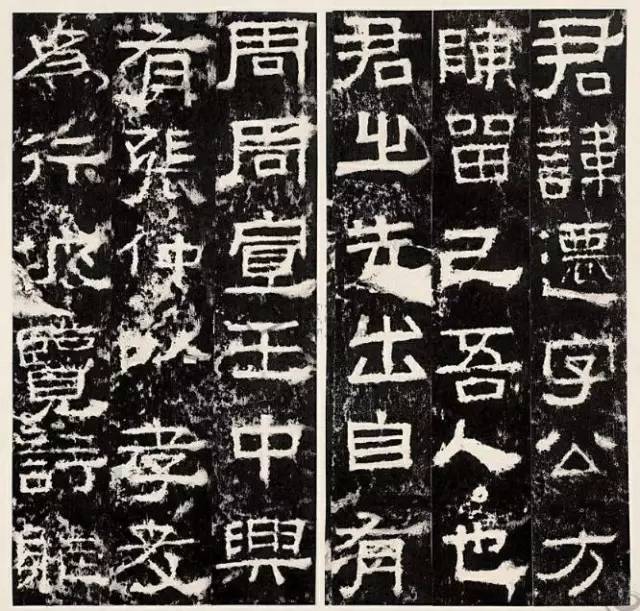 君諱遷字公方
陳留己吾人也
君之先出自有
周周宣王中興
有張仲以孝友
為行披覽詩雅